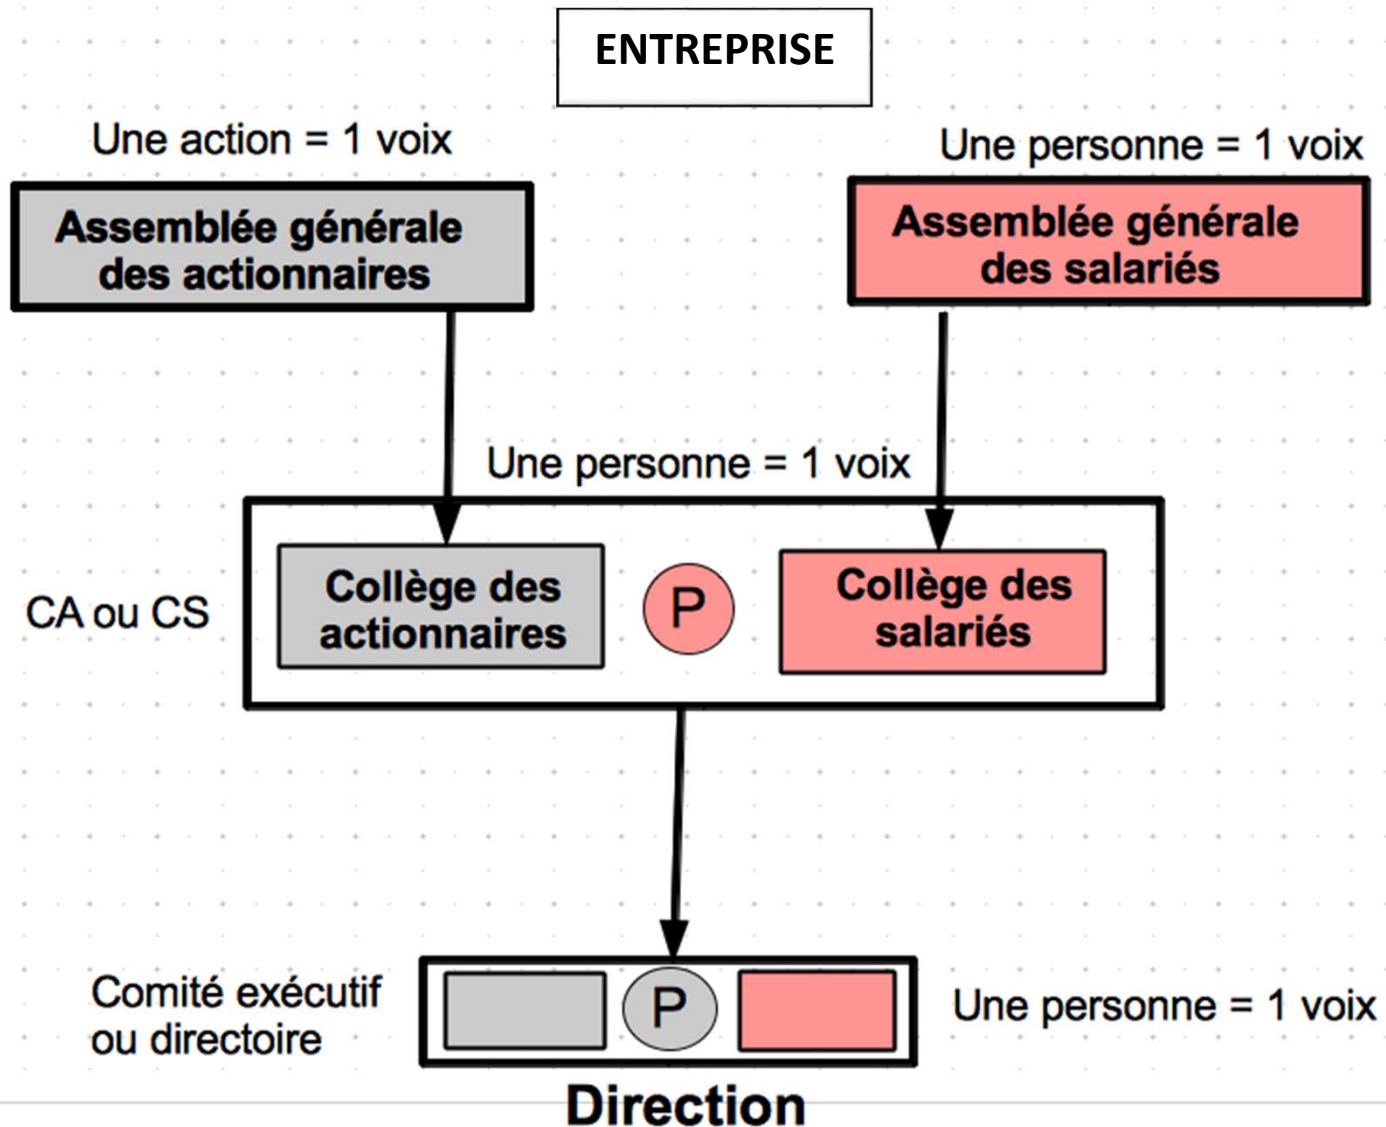 ENTREPRISE
Une action = 1 voix
Une personne = 1 voix
Assemblée générale
des actionnaires
Assemblée générale
des salariés
Une personne = 1 voix
CA ou CS
Collège des
actionnaires
P
Collège des
salariés
Comité exécutif
ou directoire
P
Une personne = 1 voix
Direction